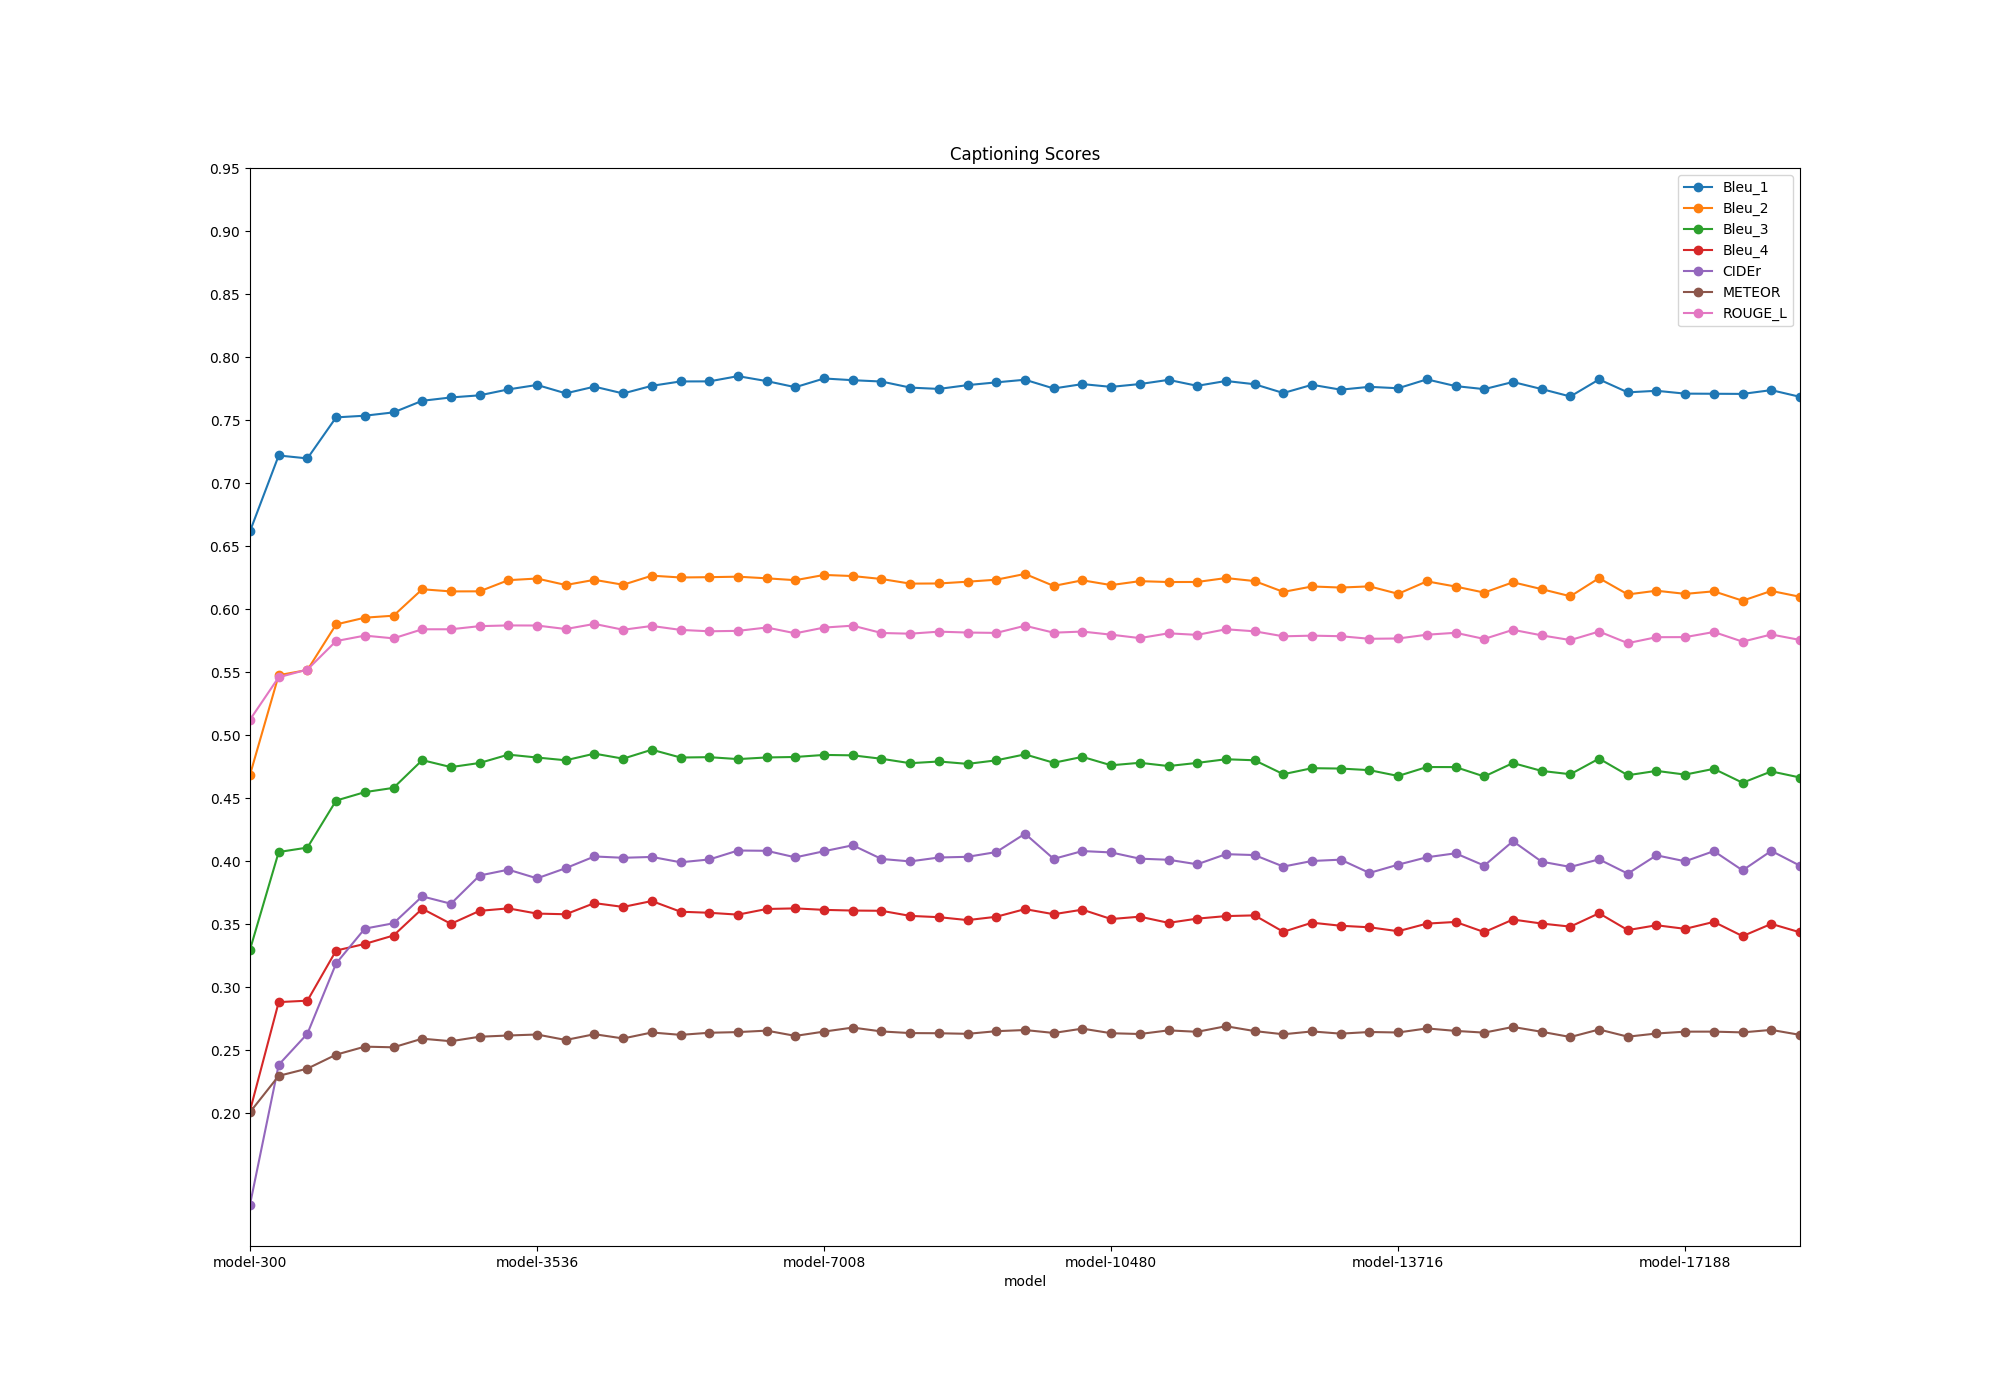 Captioning Scores
0.95
0.90
0.85
0.80
0.75
0.70
0.65
0.60
0.55
0.50
0.45
0.40
0.35
0.30
0.25
0.20
Bleu_1
Bleu_2
Bleu_3
Bleu_4
CIDEr
METEOR
ROUGE_L
model-300 model-3536 model-7008 model-10480 model-13716 model-17188
model